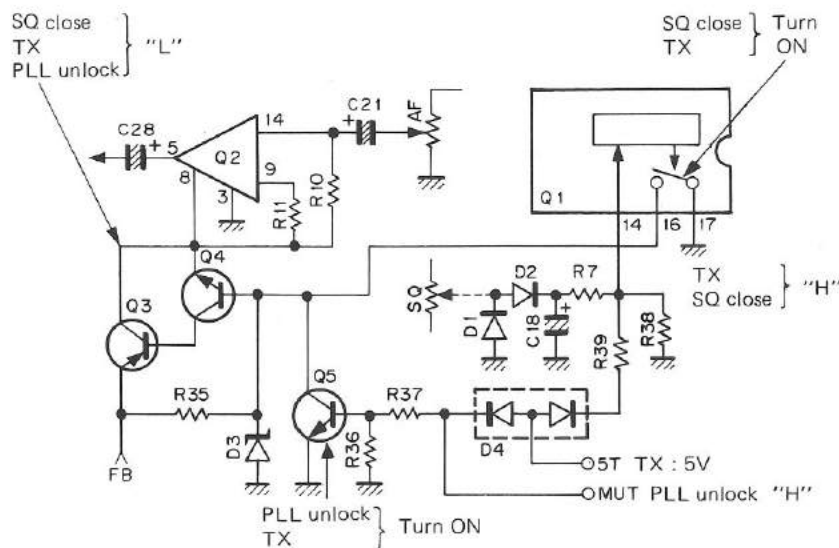 SQ close
TX
PLL unlock
"L"
SQ close
TX
Turn
ON
C28
+
5
Q2
14
+
C21
AF
8
3
9
R11
R10
Q1
14
16
17
Q4
Q3
SQ
D1
D2
+
C18
R7
R39
R38
TX
SQ close
"H"
R35
D3
Q5
R36
R37
D4
FB
5T TX : 5V
MUT PLL unlock "H"
PLL unlock
TX
Turn ON